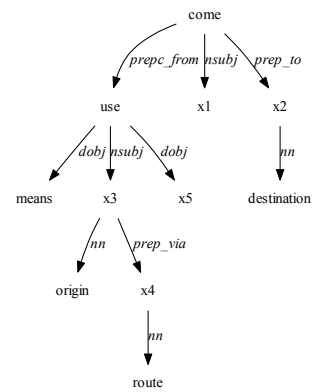 come
prepc_from nsubj prep_to
use x1 x2
dobj nsubj dobj nn
means x3 x5 destination
nn prep_via
origin x4
nn
route